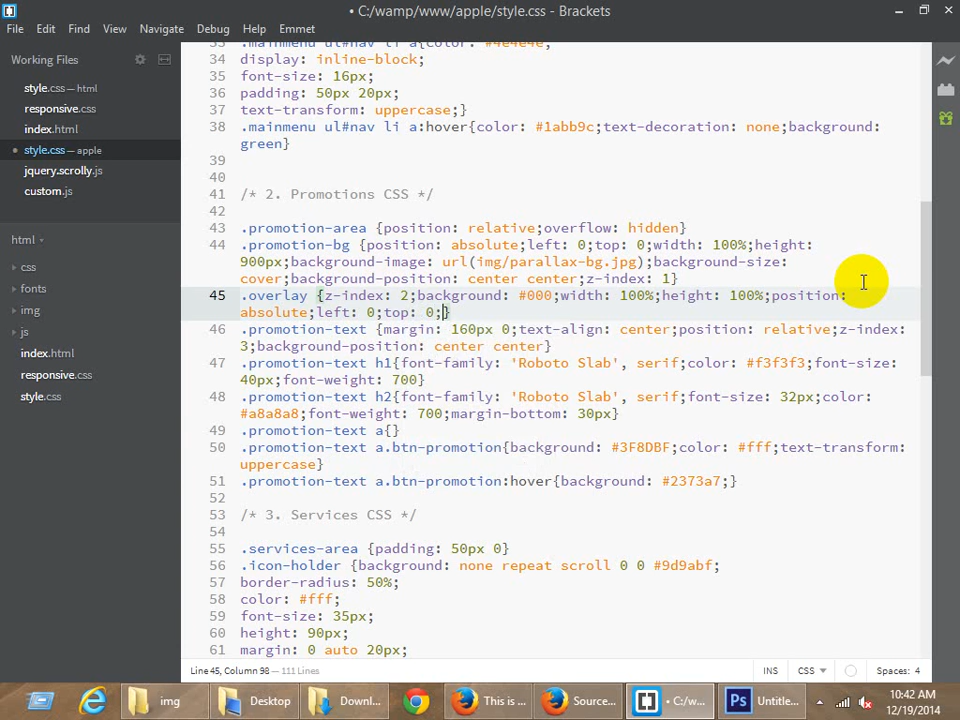 • C:/wamp/www/apple/style.css - Brackets
File Edit Find View Navigate Debug Help Emmet
Working Files
style.css — html
responsive.css
index.html
style.css — apple
jquery.scrolly.js
custom.js
html
css
fonts
img
js
index.html
responsive.css
style.css
33 .mainmenu ul#nav li a{color: #4e4e4e;
34 display: inline-block;
35 font-size: 16px;
36 padding: 50px 20px;
37 text-transform: uppercase;}
38 .mainmenu ul#nav li a:hover{color: #1abb9c;text-decoration: none;background:
green}
39
40
41 /* 2. Promotions CSS */
42
43 .promotion-area {position: relative;overflow: hidden}
44 .promotion-bg {position: absolute;left: 0;top: 0;width: 100%;height:
900px;background-image: url(img/parallax-bg.jpg);background-size:
cover;background-position: center center;z-index: 1}
45 .overlay {z-index: 2;background: #000;width: 100%;height: 100%;position:
absolute;left: 0;top: 0;}
46 .promotion-text {margin: 160px 0;text-align: center;position: relative;z-index:
3;background-position: center center}
47 .promotion-text h1{font-family: 'Roboto Slab', serif;color: #f3f3f3;font-size:
40px;font-weight: 700}
48 .promotion-text h2{font-family: 'Roboto Slab', serif;font-size: 32px;color:
#a8a8a8;font-weight: 700;margin-bottom: 30px}
49 .promotion-text a{}
50 .promotion-text a.btn-promotion{background: #3F8DBF;color: #fff;text-transform:
uppercase}
51 .promotion-text a.btn-promotion:hover{background: #2373a7;}
52
53 /* 3. Services CSS */
54
55 .services-area {padding: 50px 0}
56 .icon-holder {background: none repeat scroll 0 0 #9d9abf;
57 border-radius: 50%;
58 color: #fff;
59 font-size: 35px;
60 height: 90px;
61 margin: 0 auto 20px;
Line 45, Column 98 — 111 Lines
INS CSS Spaces: 4
img Desktop Downl... This is ... Source... • C:/w... Ps Untitle...
10:42 AM
12/19/2014